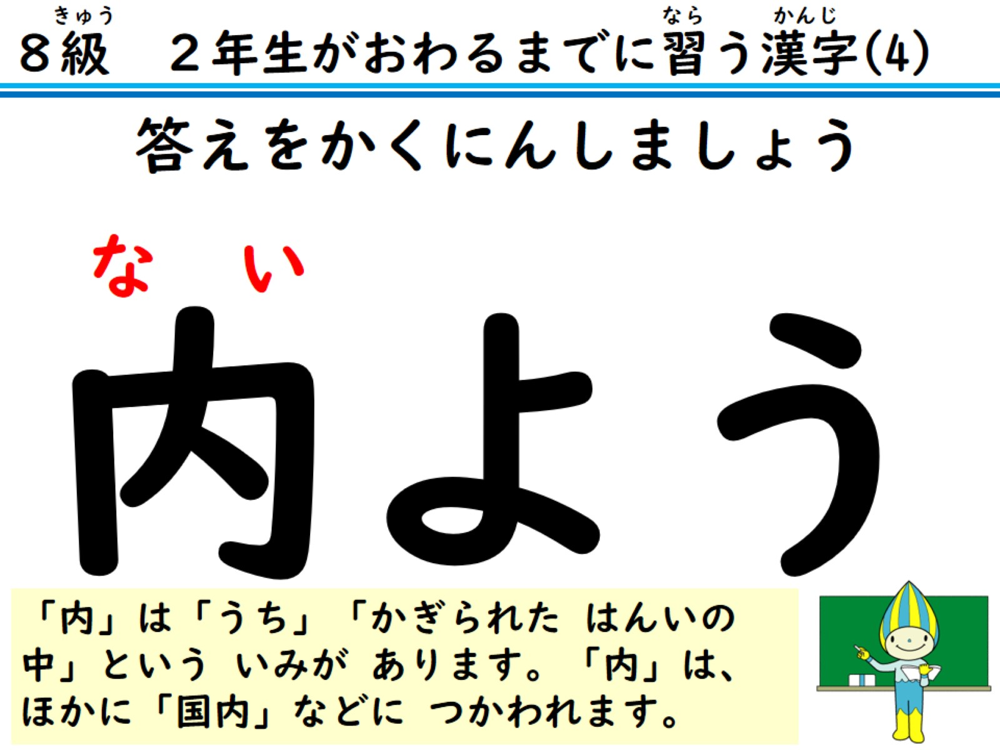 きゅう なら かんじ
8級 2年生がおわるまでに習う漢字(4)
答えをかくにんしましょう
ない
内よう
「内」は「うち」「かぎられた はんいの
中」という いみが あります。「内」は、
ほかに「国内」などに つかわれます。